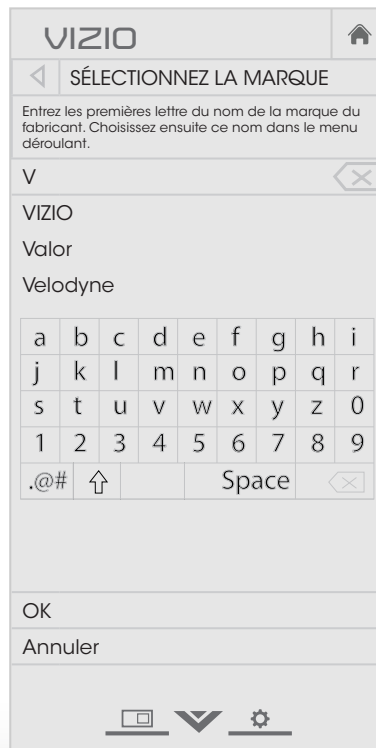 VIZIO
SÉLECTIONNEZ LA MARQUE
Entrez les premières lettre du nom de la marque du
fabricant. Choisissez ensuite ce nom dans le menu
déroulant.
V
VIZIO
Valor
Velodyne
a b c d e f g h i
j k l m n o p q r
s t u v w x y z 0
1 2 3 4 5 6 7 8 9
.@# Space
OK
Annuler